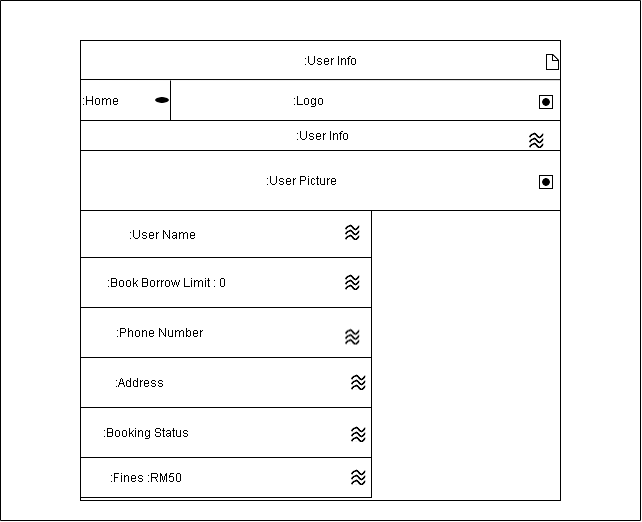 :User Info
:Home
:Logo
:User Info
:User Picture
:User Name
:Book Borrow Limit : 0
:Phone Number
:Address
:Booking Status
:Fines :RM50